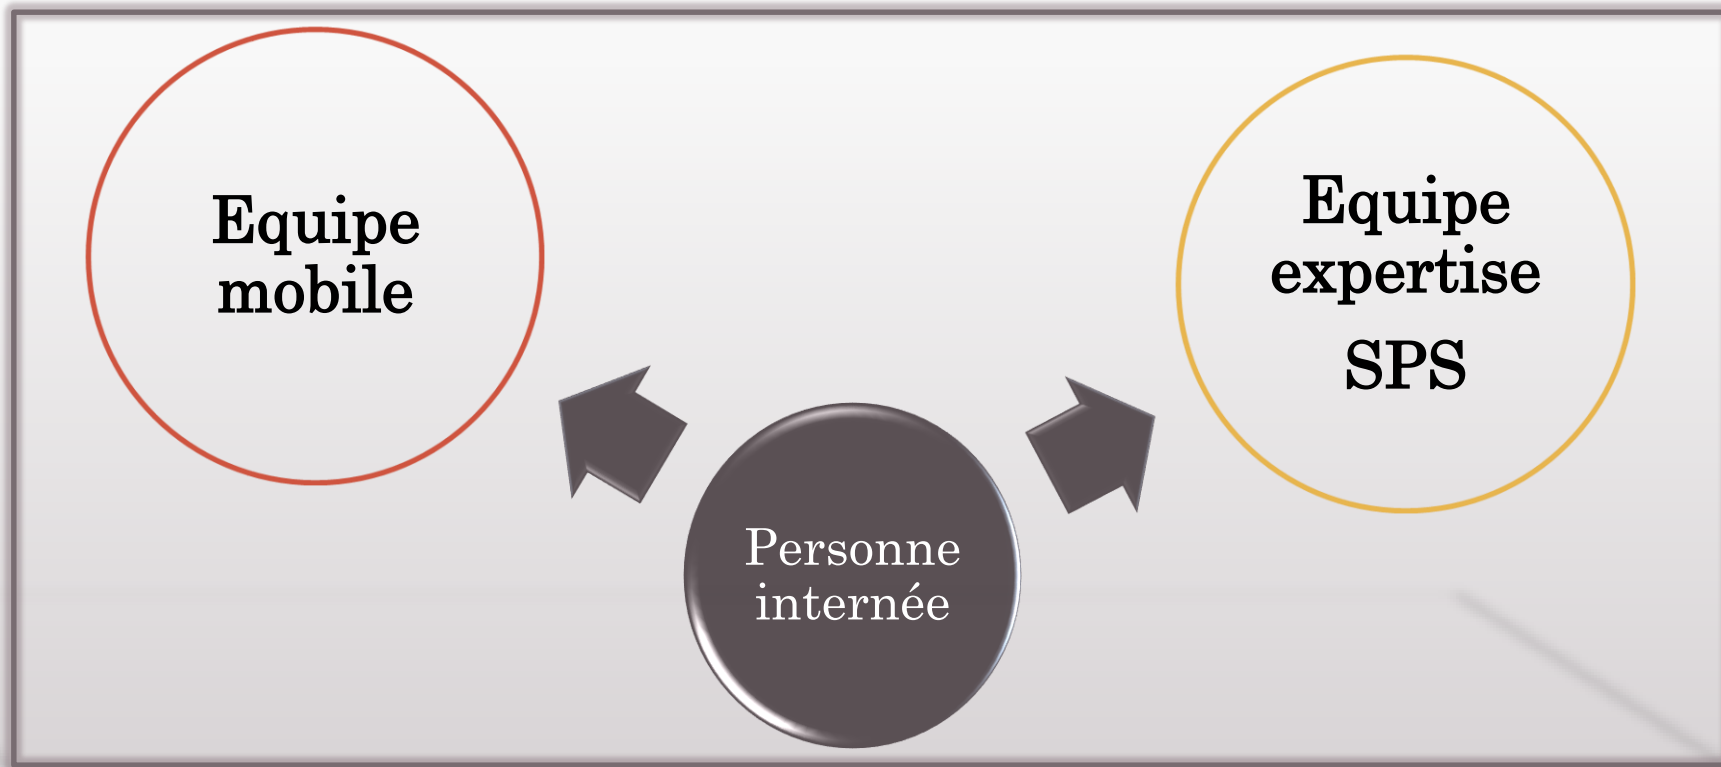 Equipe
mobile
Equipe
expertise
SPS
Personne
internée